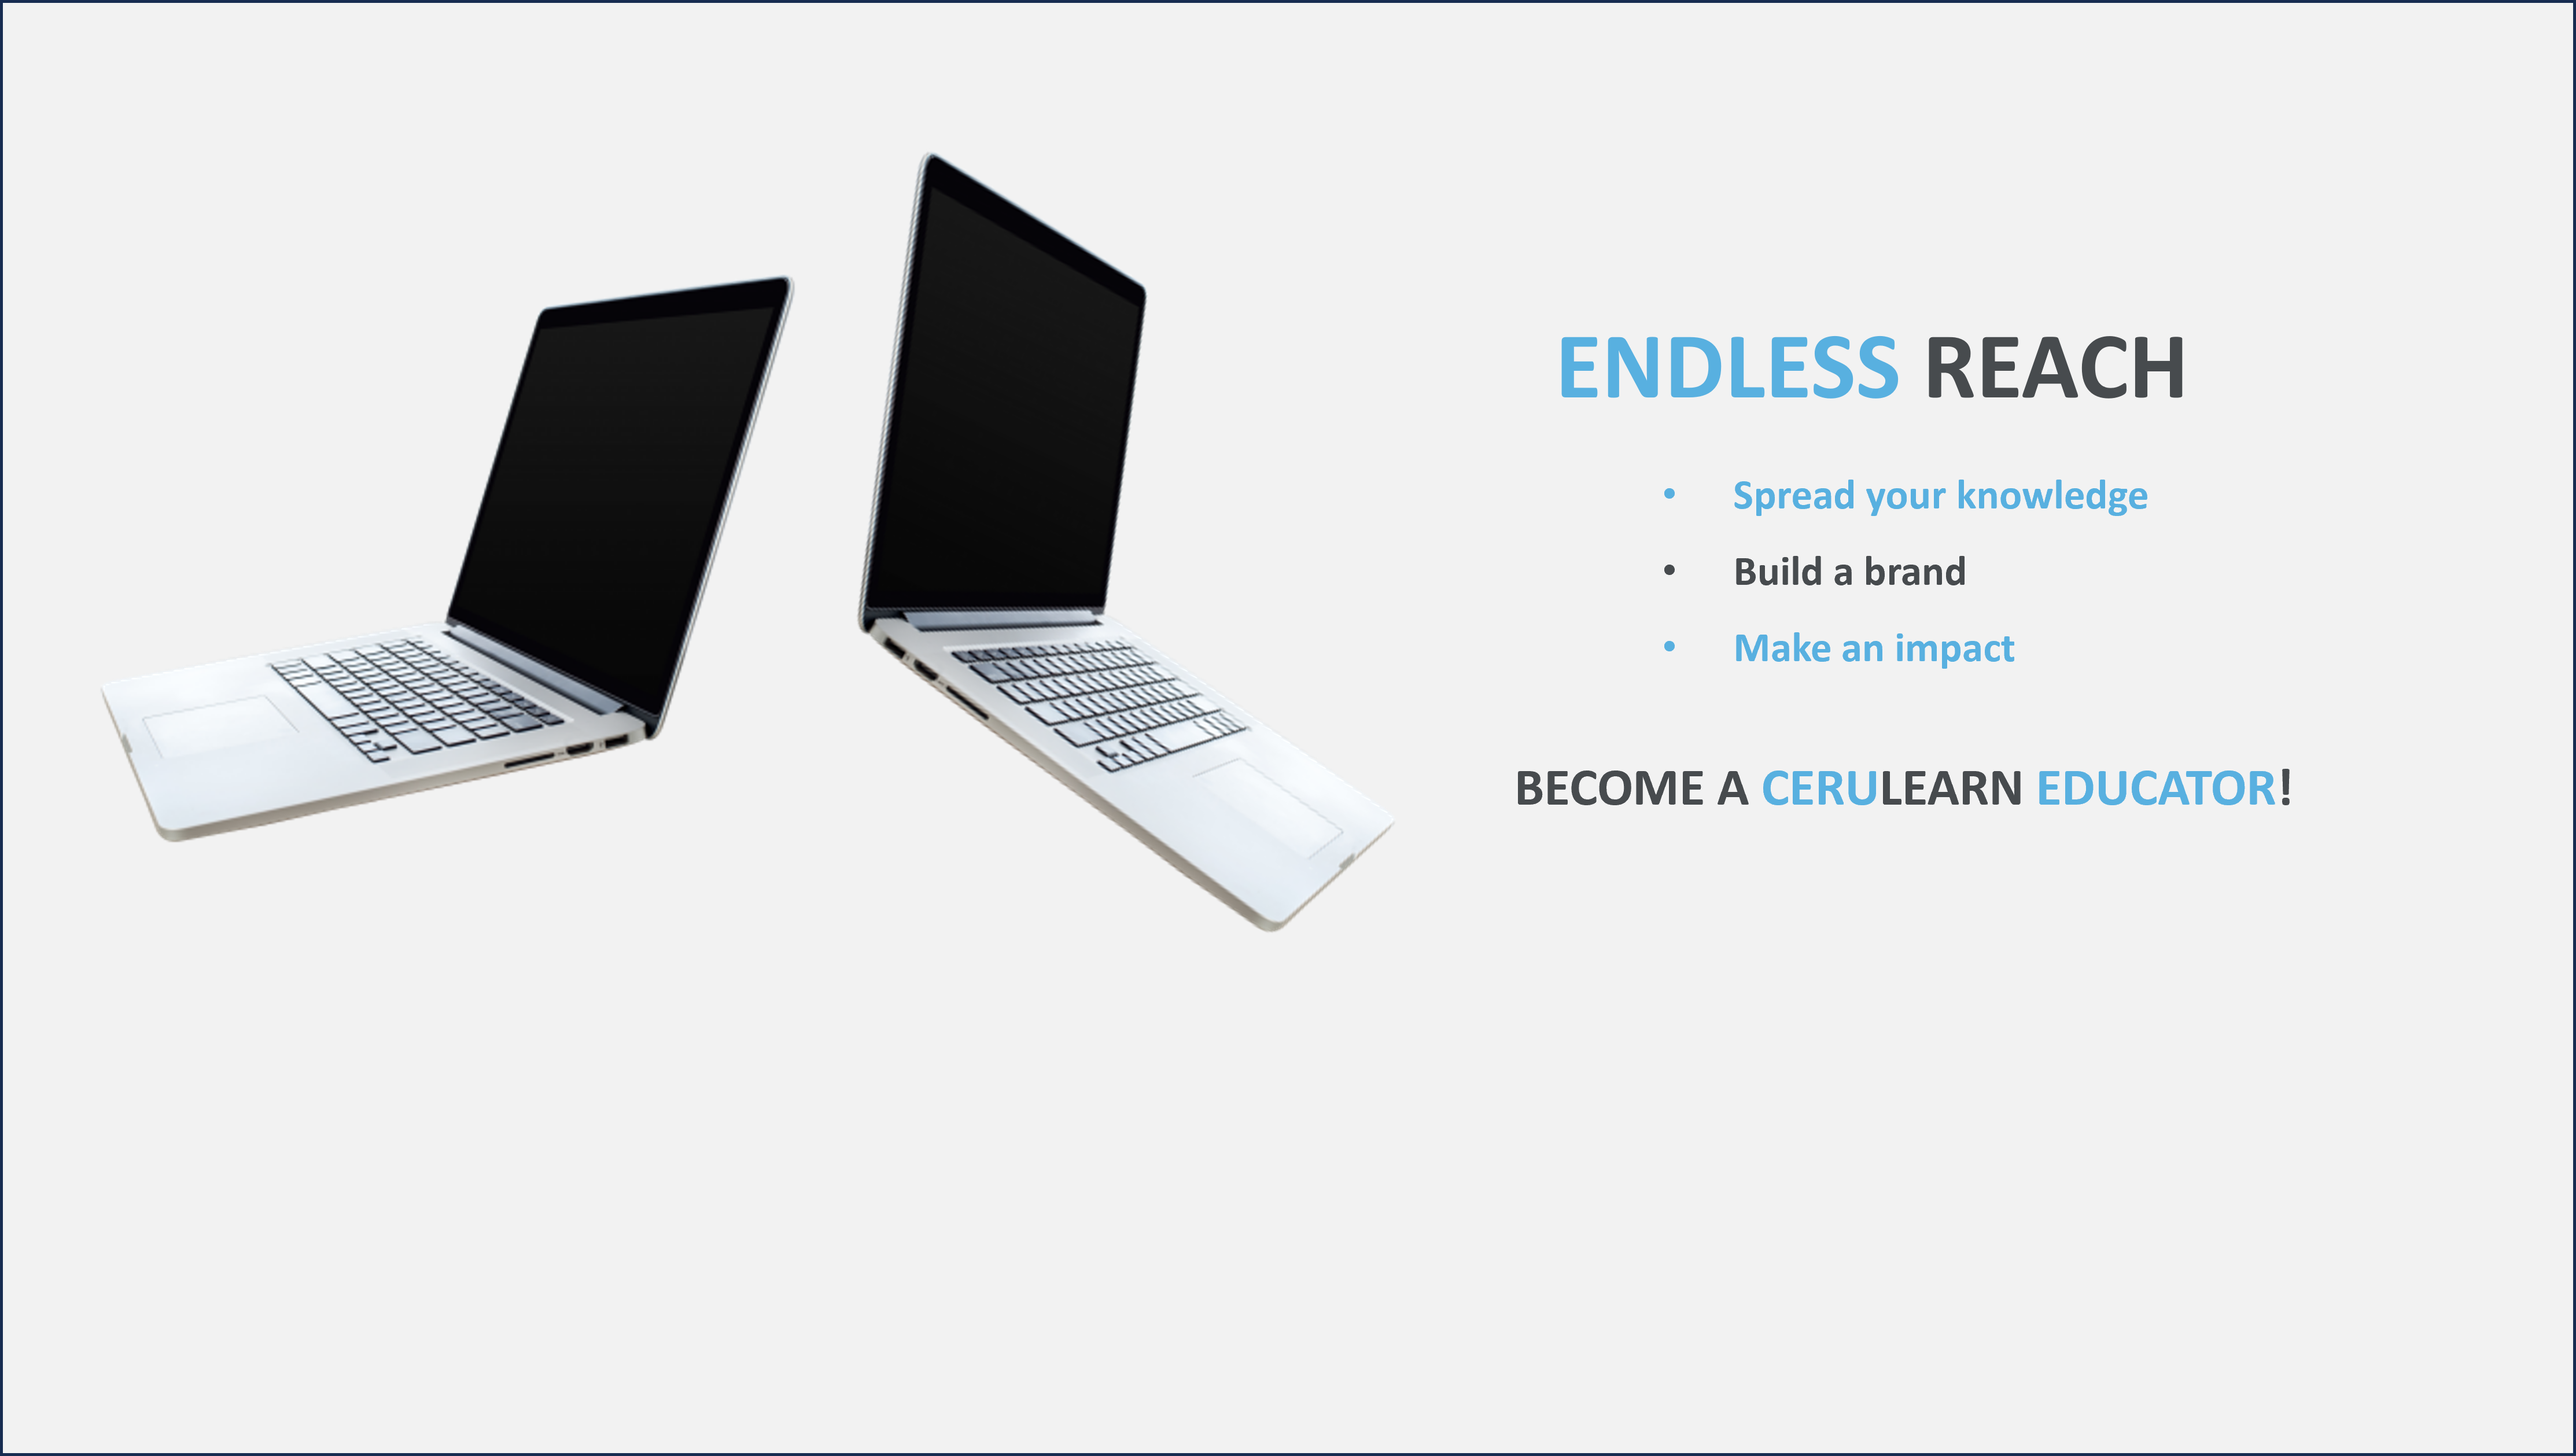 ENDLESS REACH
• Spread your knowledge
• Build a brand
• Make an impact
BECOME A CERULEARN EDUCATOR!